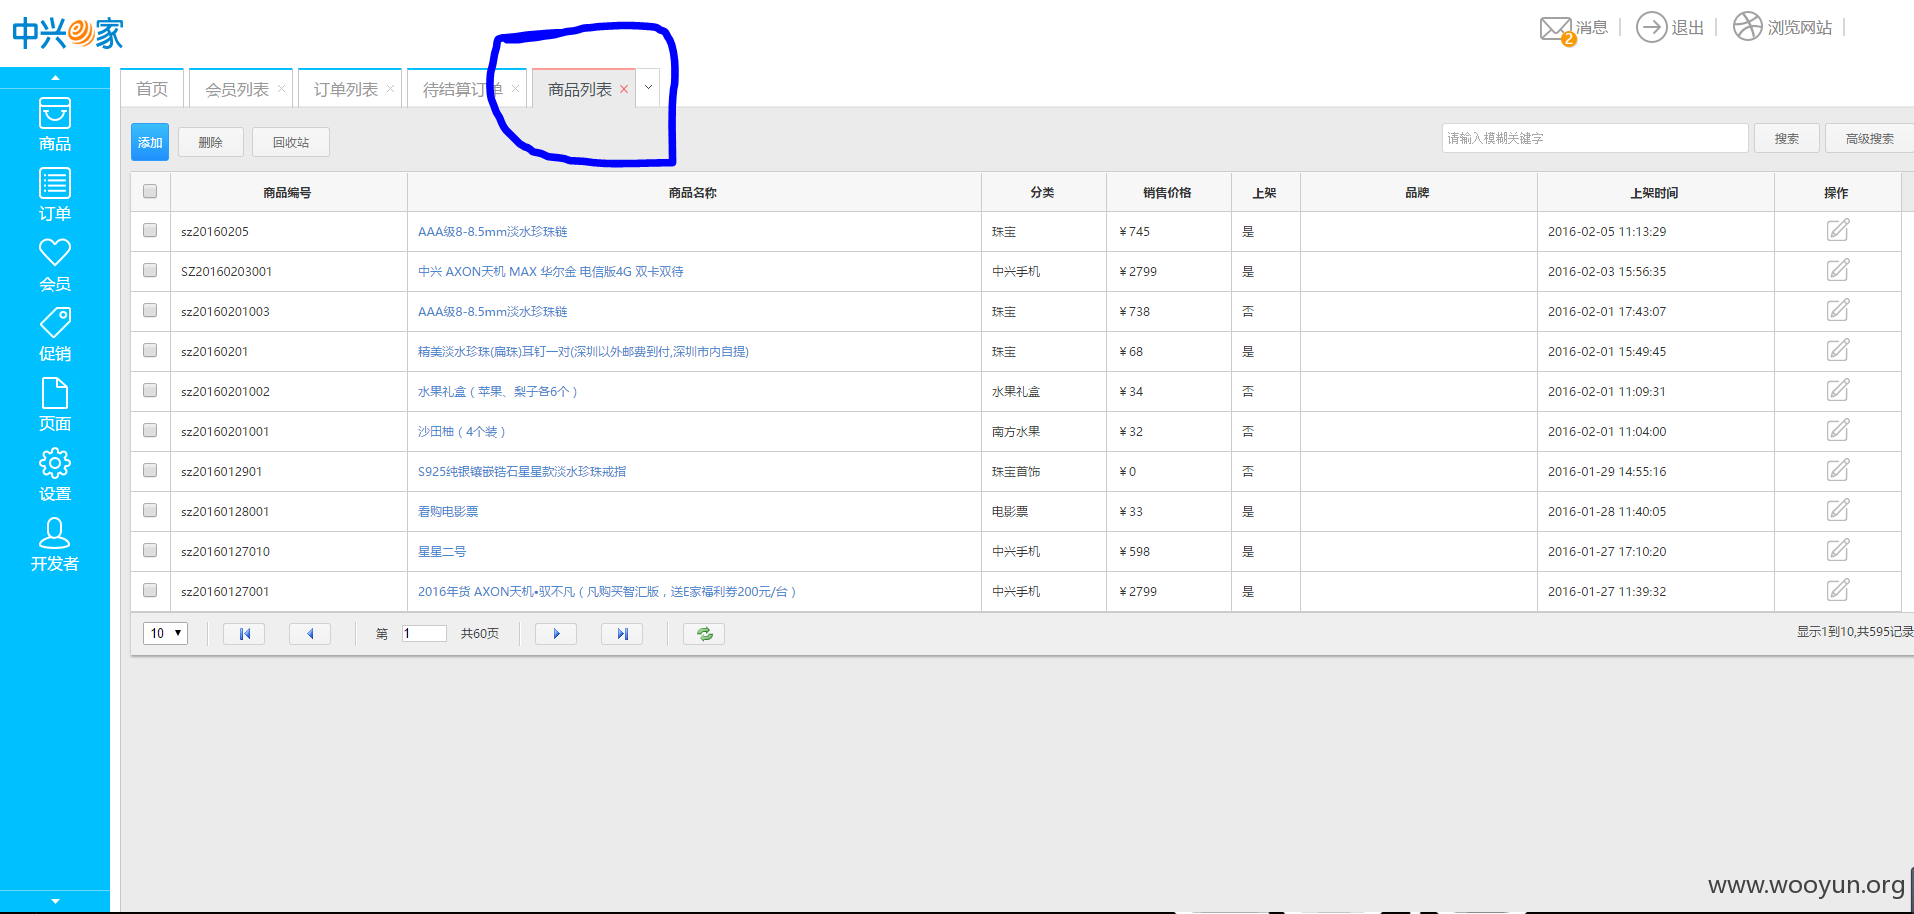 中兴e家
消息 2 退出 浏览网站
首页 会员列表 订单列表 待结算订单 商品列表
商品
订单
会员
促销
页面
设置
开发者
添加 删除 回收站 请输入模糊关键字 搜索 高级搜索
商品编号 商品名称 分类 销售价格 上架 品牌 上架时间 操作
sz20160205 AAA级8-8.5mm淡水珍珠链 珠宝 ¥745 是 2016-02-05 11:13:29
SZ20160203001 中兴 AXON天机 MAX 华尔金 电信版4G 双卡双待 中兴手机 ¥2799 是 2016-02-03 15:56:35
sz20160201003 AAA级8-8.5mm淡水珍珠链 珠宝 ¥738 否 2016-02-01 17:43:07
sz20160201 精美淡水珍珠(扁珠)耳钉一对(深圳以外邮费到付,深圳市内自提) 珠宝 ¥68 是 2016-02-01 15:49:45
sz20160201002 水果礼盒（苹果、梨子各6个） 水果礼盒 ¥34 否 2016-02-01 11:09:31
sz20160201001 沙田柚（4个装） 南方水果 ¥32 否 2016-02-01 11:04:00
sz2016012901 S925纯银镶嵌锆石星星款淡水珍珠戒指 珠宝首饰 ¥0 否 2016-01-29 14:55:16
sz20160128001 看购电影票 电影票 ¥33 是 2016-01-28 11:40:05
sz20160127010 星星二号 中兴手机 ¥598 是 2016-01-27 17:10:20
sz20160127001 2016年货 AXON天机•驭不凡（凡购买智汇版，送E家福利券200元/台） 中兴手机 ¥2799 是 2016-01-27 11:39:32
10 第 1 共60页 显示1到10,共595记录
www.wooyun.org